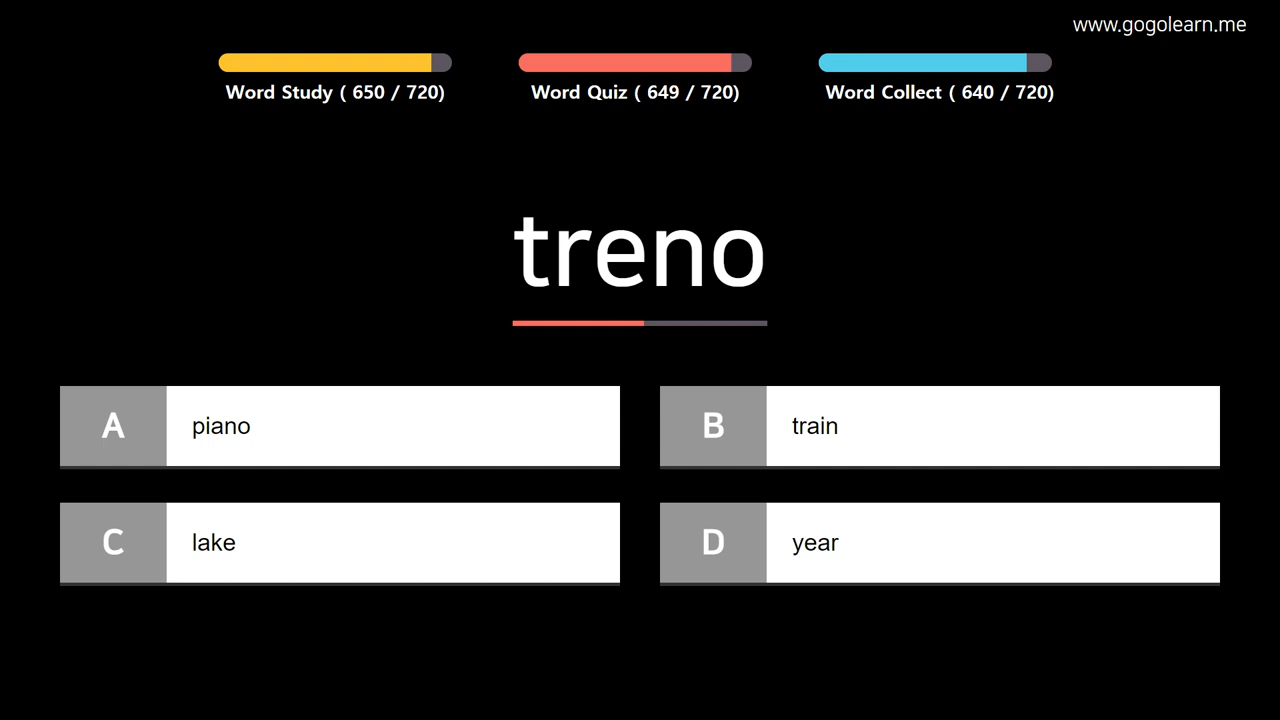 www.gogolearn.me
Word Study ( 650 / 720)
Word Quiz ( 649 / 720)
Word Collect ( 640 / 720)
treno
A piano
B train
C lake
D year